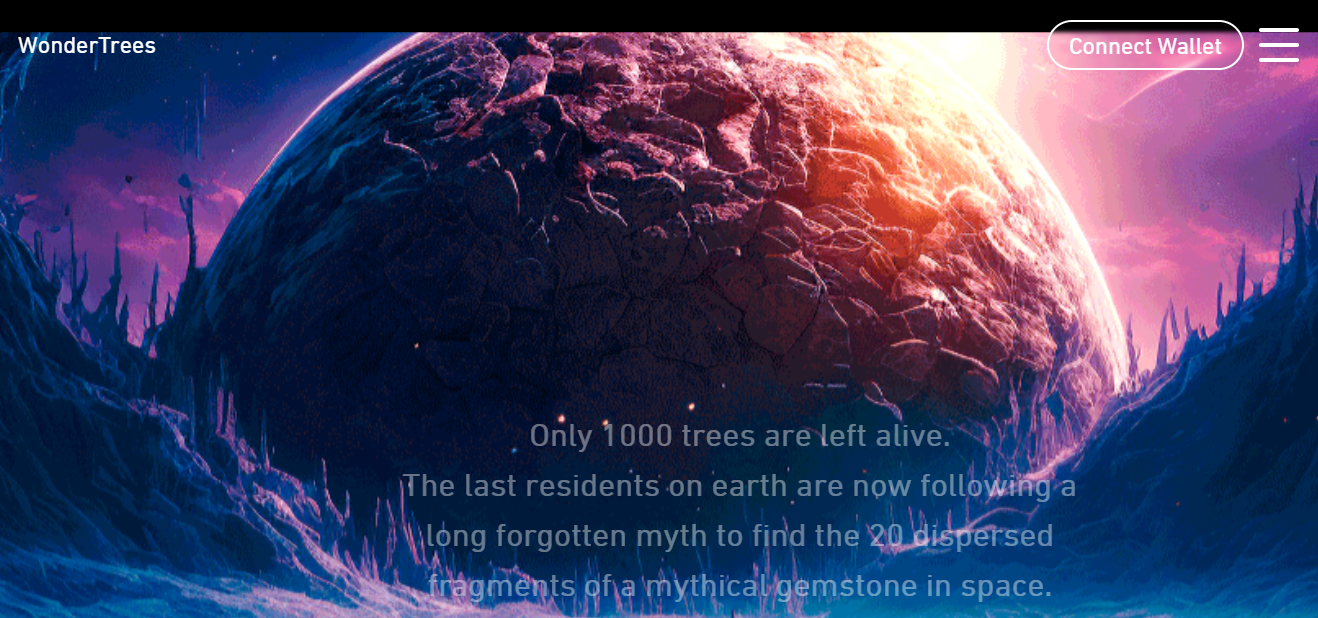 WonderTrees
Connect Wallet
Only 1000 trees are left alive.
The last residents on earth are now following a
long forgotten myth to find the 20 dispersed
fragments of a mythical gemstone in space.